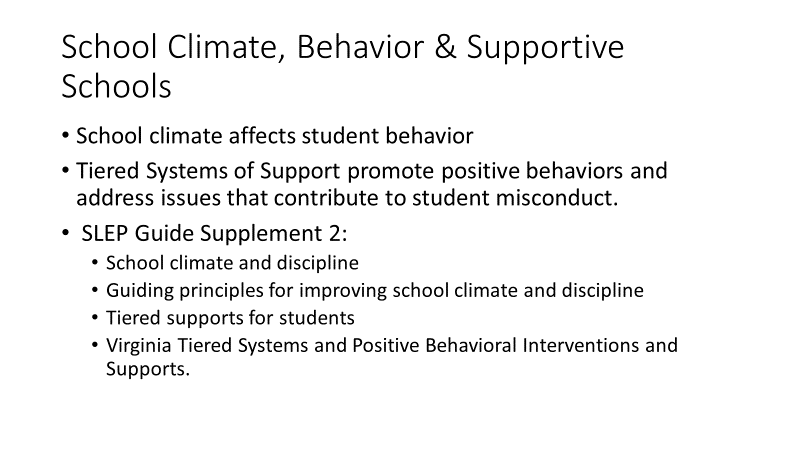 School Climate, Behavior & Supportive
Schools
• School climate affects student behavior
• Tiered Systems of Support promote positive behaviors and
address issues that contribute to student misconduct.
• SLEP Guide Supplement 2:
• School climate and discipline
• Guiding principles for improving school climate and discipline
• Tiered supports for students
• Virginia Tiered Systems and Positive Behavioral Interventions and
Supports.